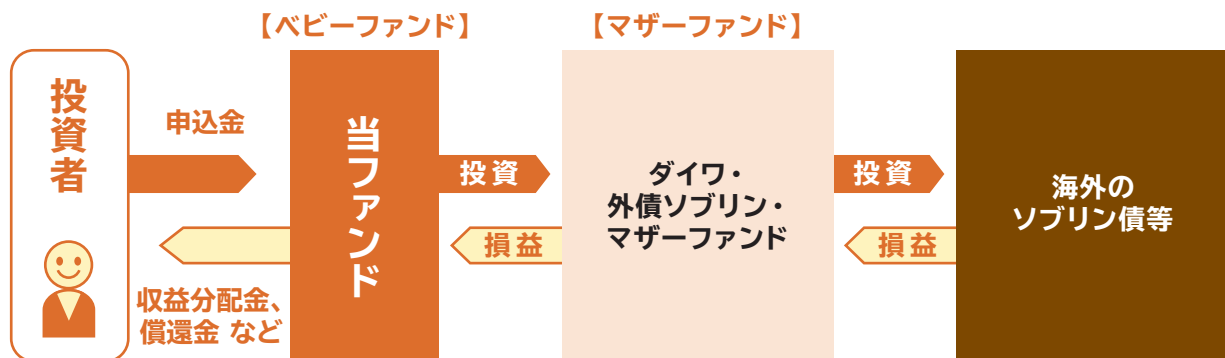 【ベビーファンド】
【マザーファンド】
投資者
申込金
収益分配金、
償還金 など
当ファンド
投資
損益
ダイワ・
外債ソブリン・
マザーファンド
投資
損益
海外の
ソブリン債等